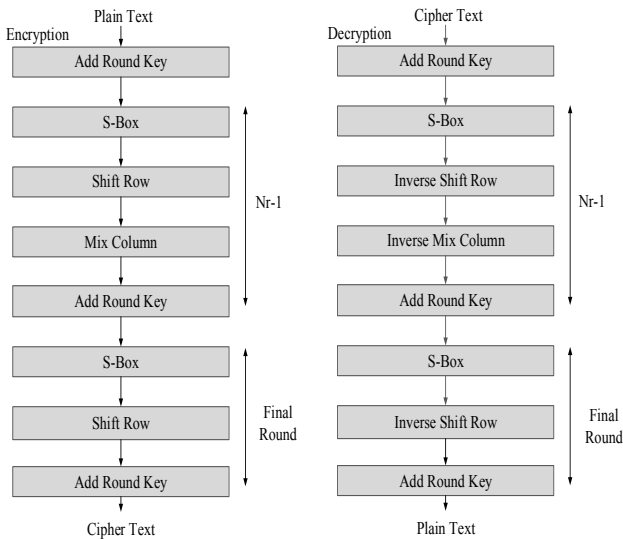 Plain Text
Encryption
Add Round Key
S-Box
Shift Row
Mix Column
Add Round Key
Nr-1
S-Box
Shift Row
Add Round Key
Final
Round
Cipher Text
Cipher Text
Decryption
Add Round Key
S-Box
Inverse Shift Row
Inverse Mix Column
Add Round Key
Nr-1
S-Box
Inverse Shift Row
Add Round Key
Final
Round
Plain Text